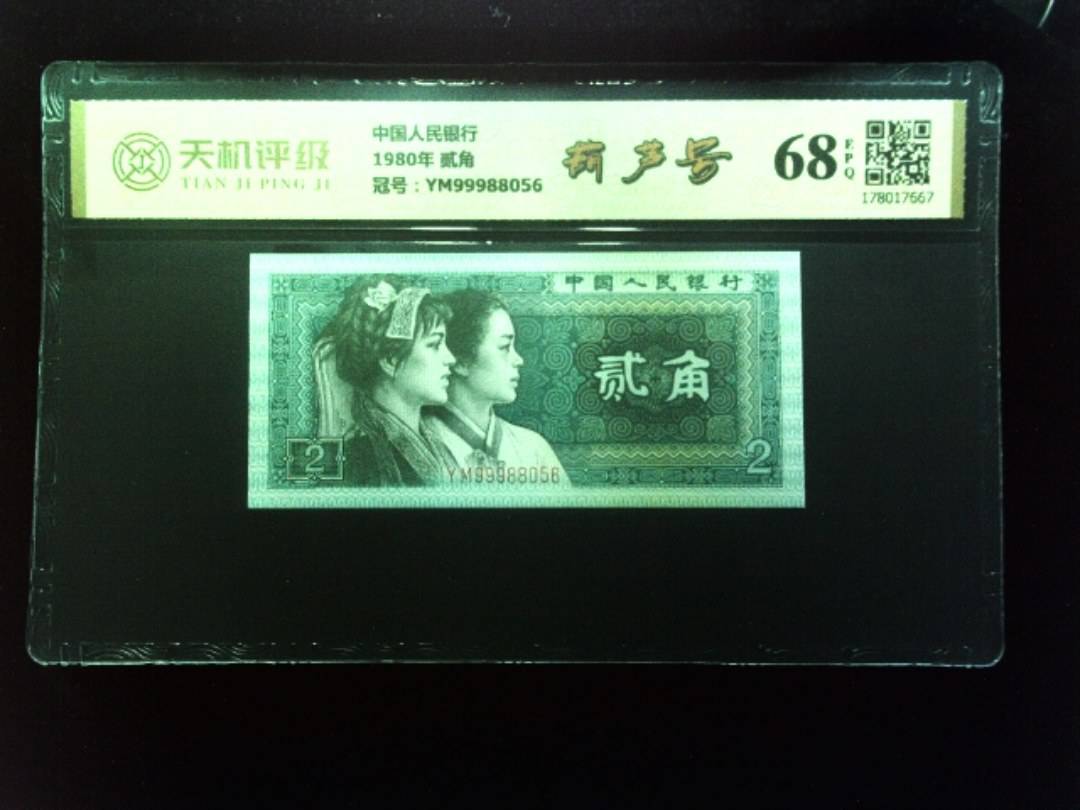 天机评级
TIAN JI PING JI
中国人民银行
1980年 贰角
冠号：YM99988056
葫芦号
68
EPQ
178017667
中国人民银行
贰角
2
2
YM99988056